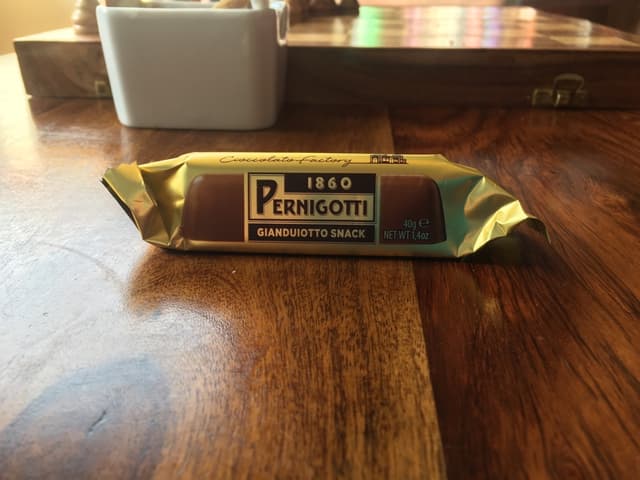 Cioccolato Factory
1860
PERNIGOTTI
GIANDUIOTTO SNACK
40g ℮
NET WT 1,4oz